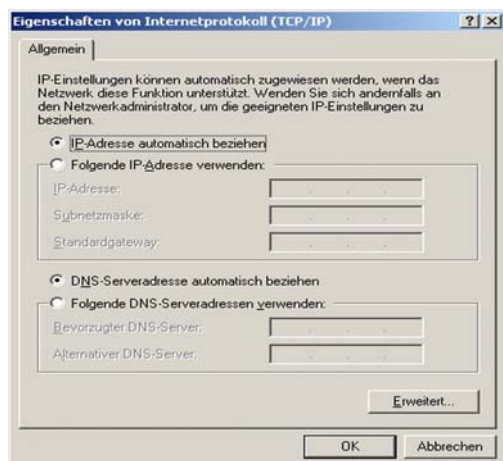 Eigenschaften von Internetprotokoll (TCP/IP)
Allgemein
IP-Einstellungen können automatisch zugewiesen werden, wenn das
Netzwerk diese Funktion unterstützt. Wenden Sie sich andernfalls an
den Netzwerkadministrator, um die geeigneten IP-Einstellungen zu
beziehen.
IP-Adresse automatisch beziehen
Folgende IP-Adresse verwenden:
IP-Adresse:
Subnetzmaske:
Standardgateway:
DNS-Serveradresse automatisch beziehen
Folgende DNS-Serveradressen verwenden:
Bevorzugter DNS-Server:
Alternativer DNS-Server:
Erweitert...
OK
Abbrechen